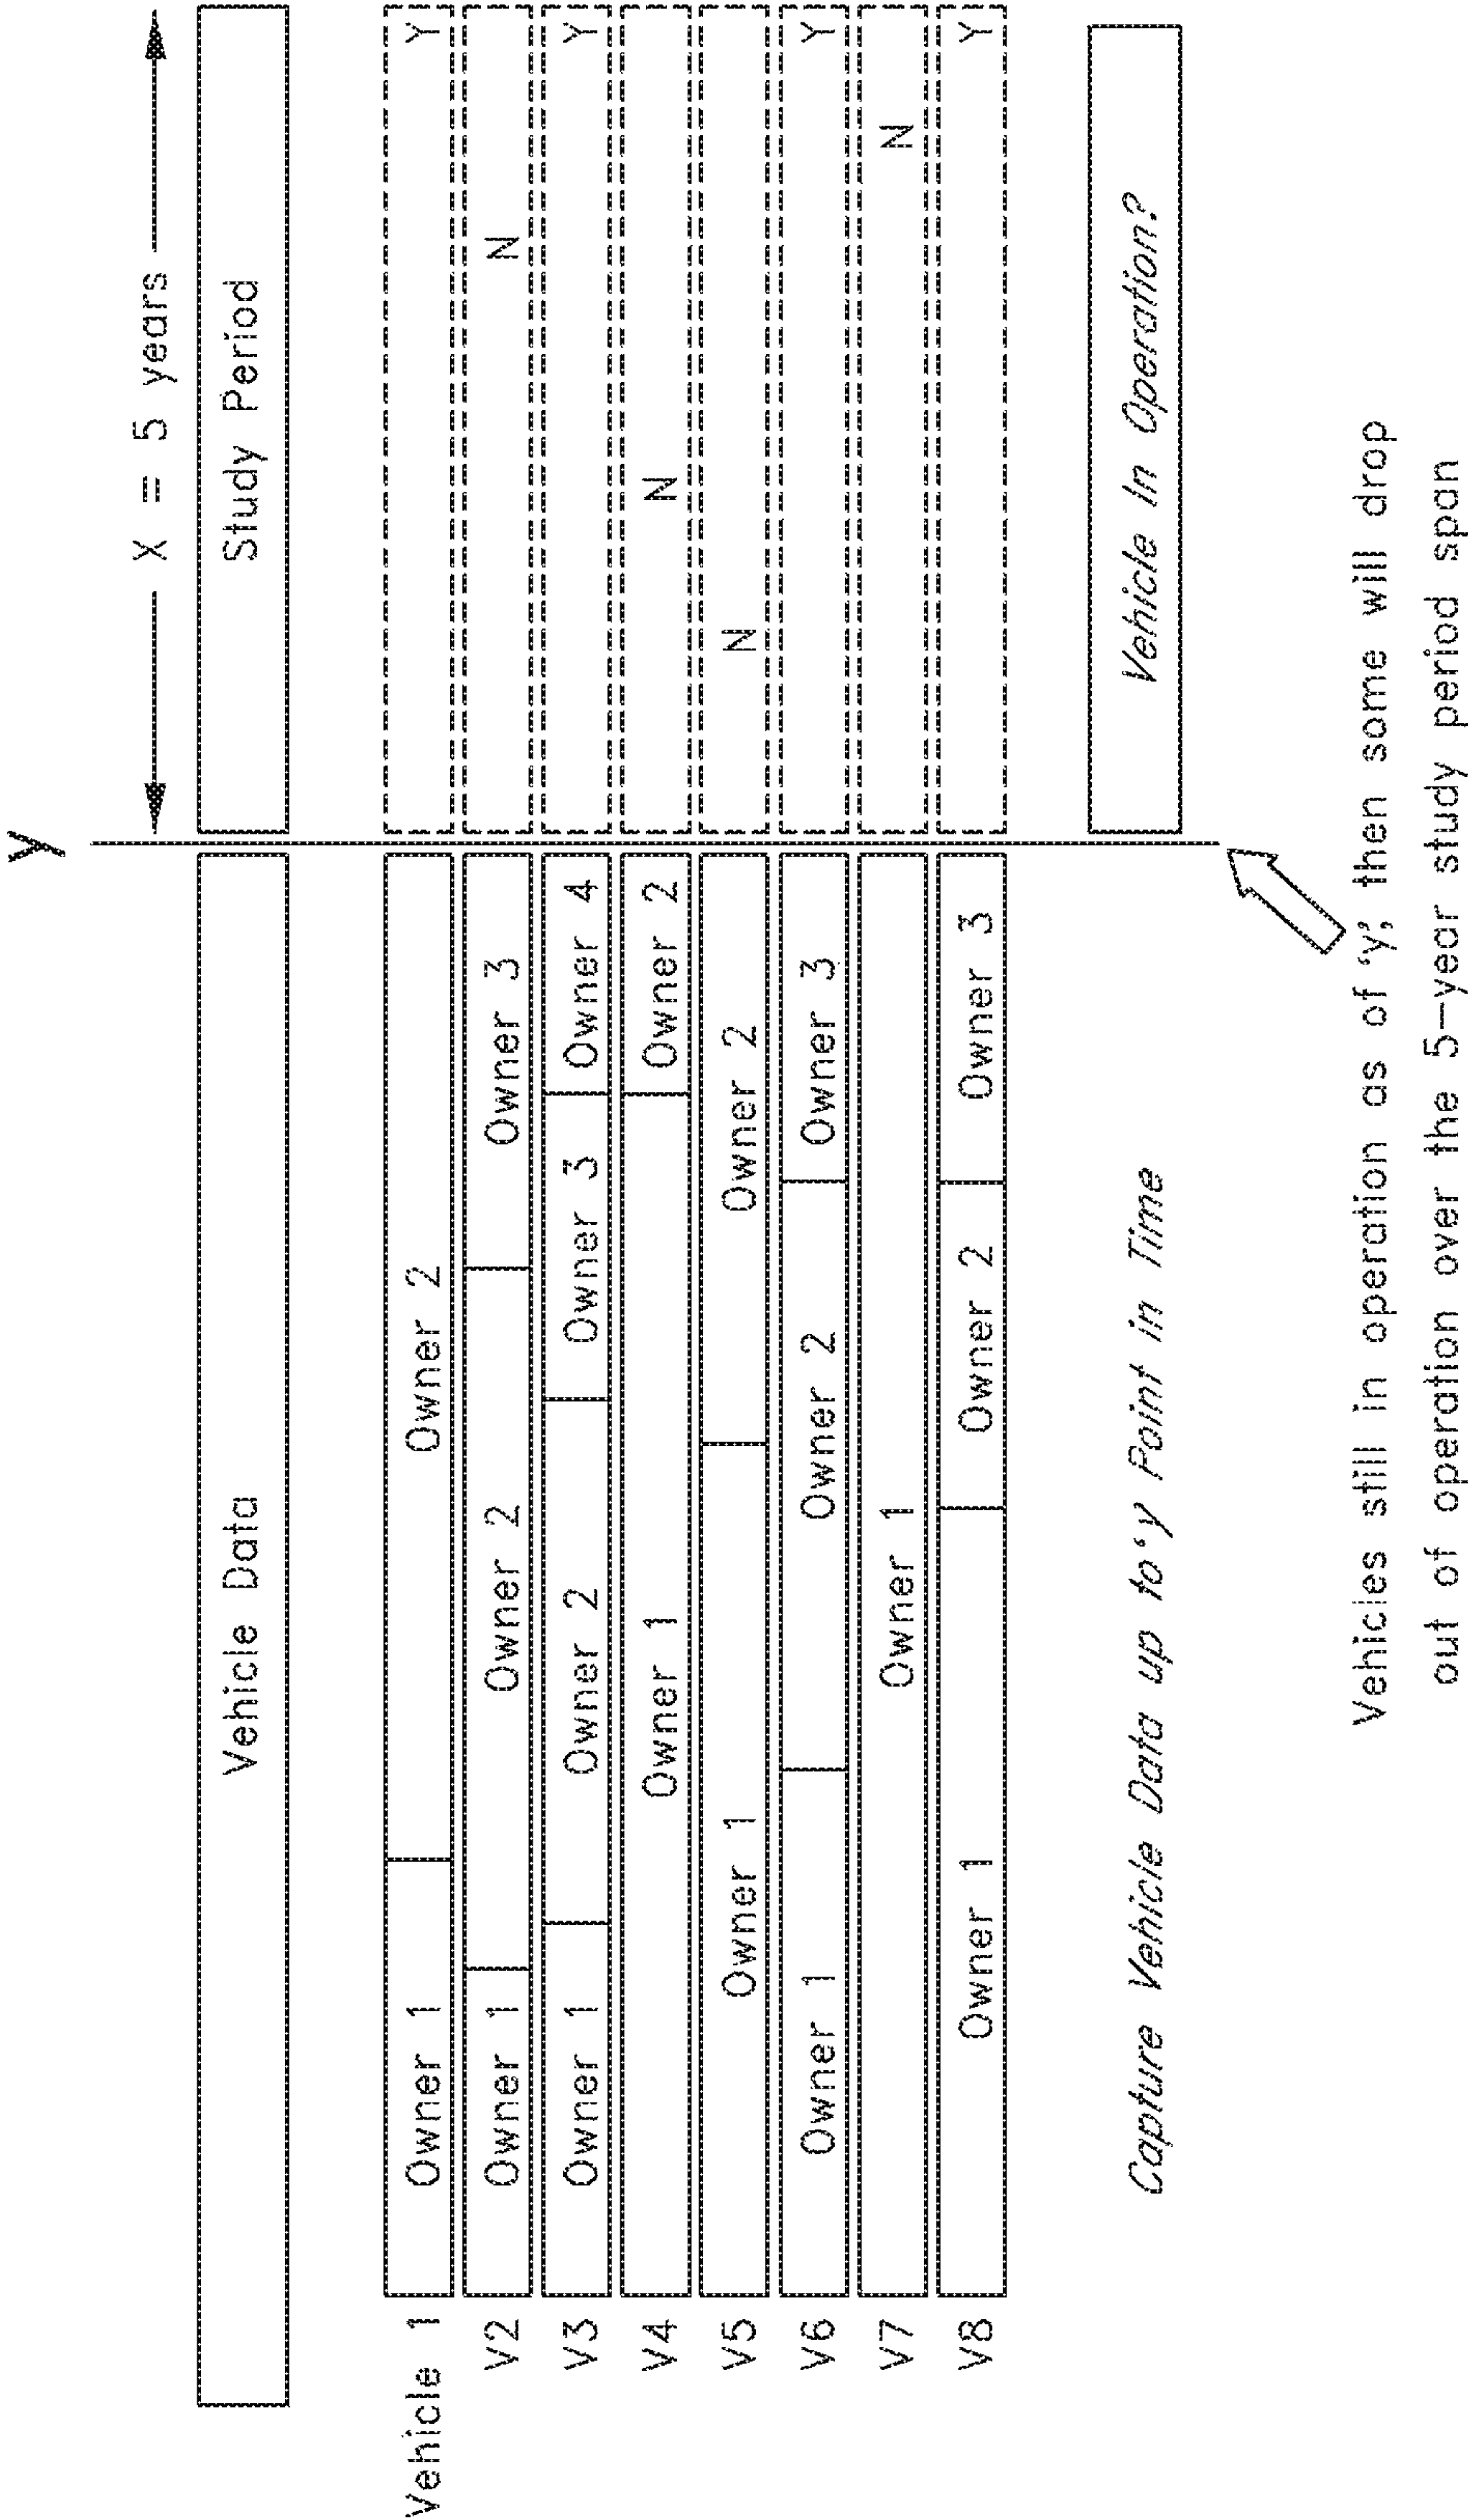 y
X = 5 years
Vehicle Data
Study Period
Vehicle 1
Owner 1
Owner 2
Y
V2
Owner 1
Owner 2
Owner 3
N
V3
Owner 1
Owner 2
Owner 3
Owner 4
Y
V4
Owner 1
Owner 2
N
V5
Owner 1
Owner 2
N
V6
Owner 1
Owner 2
Owner 3
Y
V7
Owner 1
N
V8
Owner 1
Owner 2
Owner 3
Y
Capture Vehicle Data up to ‘y Point in Time
Vehicle In Operation?
Vehicles still in operation as of ‘y’, then some will drop
out of operation over the 5-year study period span